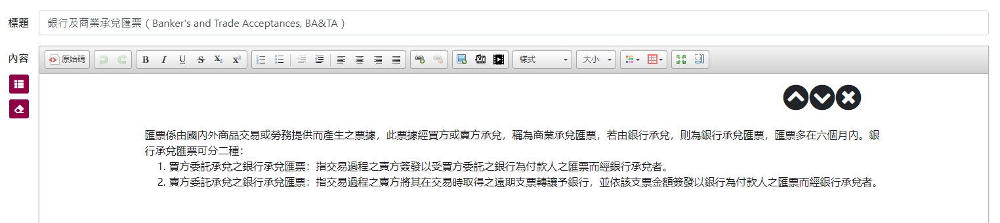 標題
銀行及商業承兌匯票 ( Banker's and Trade Acceptances, BA&TA )
內容
原始碼
B I U S X₂ x²
樣式
大小
匯票係由國內外商品交易或勞務提供而產生之票據，此票據經買方或賣方承兌，稱為商業承兌匯票，若由銀行承兌，則為銀行承兌匯票，匯票多在六個月內。銀
行承兌匯票可分二種：
1. 買方委託承兌之銀行承兌匯票：指交易過程之賣方簽發以受買方委託之銀行為付款人之匯票而經銀行承兌者。
2. 賣方委託承兌之銀行承兌匯票：指交易過程之賣方將其在交易時取得之遠期支票轉讓予銀行，並依該支票金額簽發以銀行為付款人之匯票而經銀行承兌者。